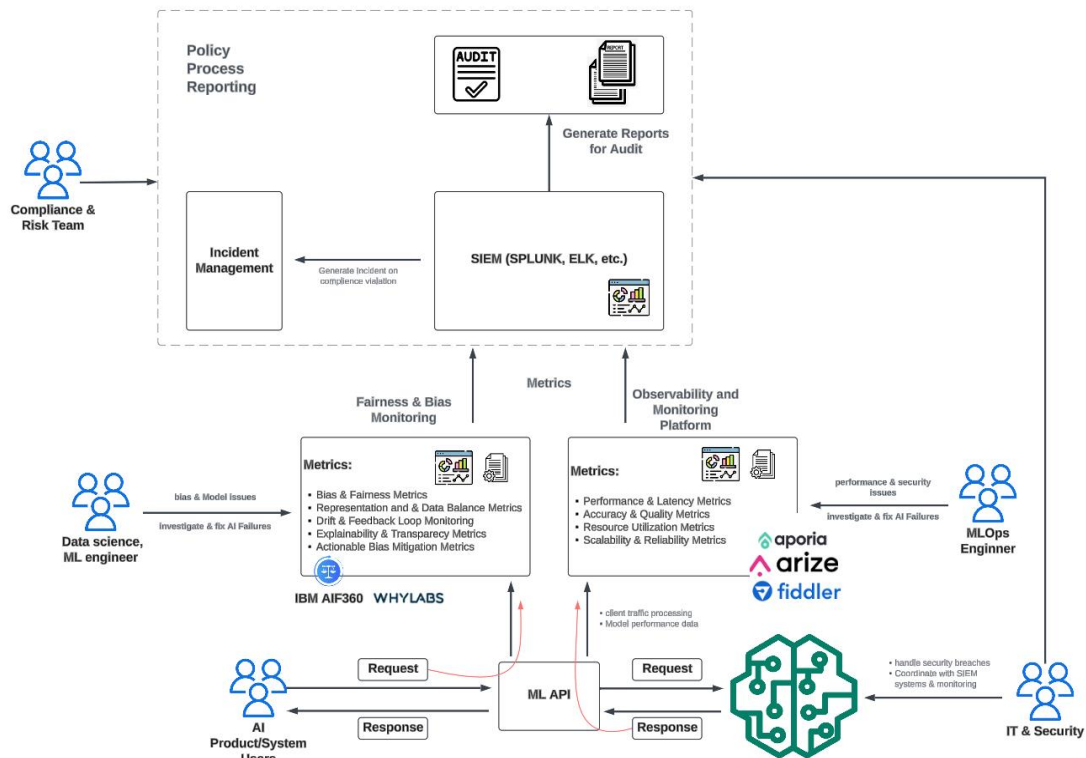 Policy
Process
Reporting
AUDIT
REPORT
Generate Reports
for Audit
Compliance &
Risk Team
Incident
Management
Generate Incident on
complience vialation
SIEM (SPLUNK, ELK, etc.)
Metrics
Fairness & Bias
Monitoring
Observability and
Monitoring
Platform
Metrics:
• Bias & Fairness Metrics
• Representation and & Data Balance Metrics
• Drift & Feedback Loop Monitoring
• Explainability & Transparecy Metrics
• Actionable Bias Mitigation Metrics
Metrics:
• Performance & Latency Metrics
• Accuracy & Quality Metrics
• Resource Utilization Metrics
• Scalability & Reliability Metrics
bias & Model issues
investigate & fix AI Failures
Data science,
ML engineer
performance & security
issues
investigate & fix AI Failures
MLOps
Enginner
aporia
arize
fiddler
IBM AIF360
WHYLABS
• client traffic processing
• Model performance data
Request
ML API
Request
Response
Response
• handle security breaches
• Coordinate with SIEM
systems & monitoring
AI
Product/System
Users
IT & Security